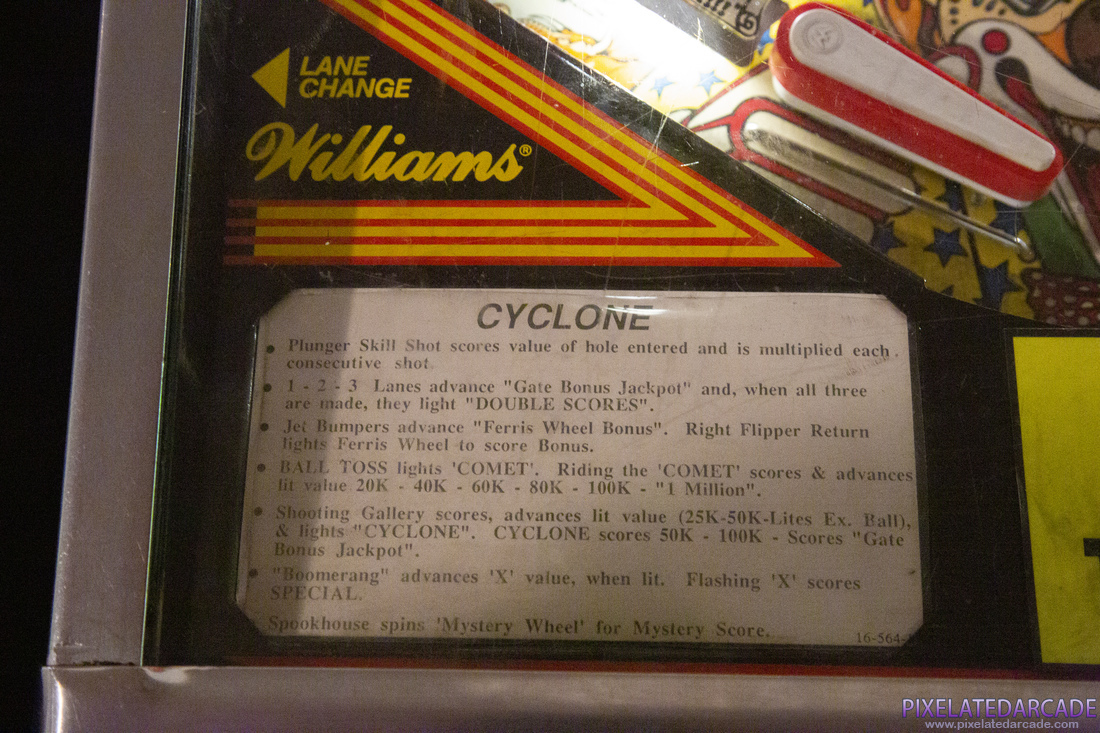 LANE
CHANGE
Williams®
CYCLONE
• Plunger Skill Shot scores value of hole entered and is multiplied each
consecutive shot.
• 1 - 2 - 3 Lanes advance "Gate Bonus Jackpot" and, when all three
are made, they light "DOUBLE SCORES".
• Jet Bumpers advance "Ferris Wheel Bonus". Right Flipper Return
lights Ferris Wheel to score Bonus.
• BALL TOSS lights 'COMET'. Riding the 'COMET' scores & advances
lit value 20K - 40K - 60K - 80K - 100K - "1 Million".
• Shooting Gallery scores, advances lit value (25K-50K-Lites Ex. Ball),
& lights "CYCLONE". CYCLONE scores 50K - 100K - Scores "Gate
Bonus Jackpot".
• "Boomerang" advances 'X' value, when lit. Flashing 'X' scores
SPECIAL.
Spookhouse spins 'Mystery Wheel' for Mystery Score.
16-564-
PIXELATEDARCADE
www.pixelatedarcade.com